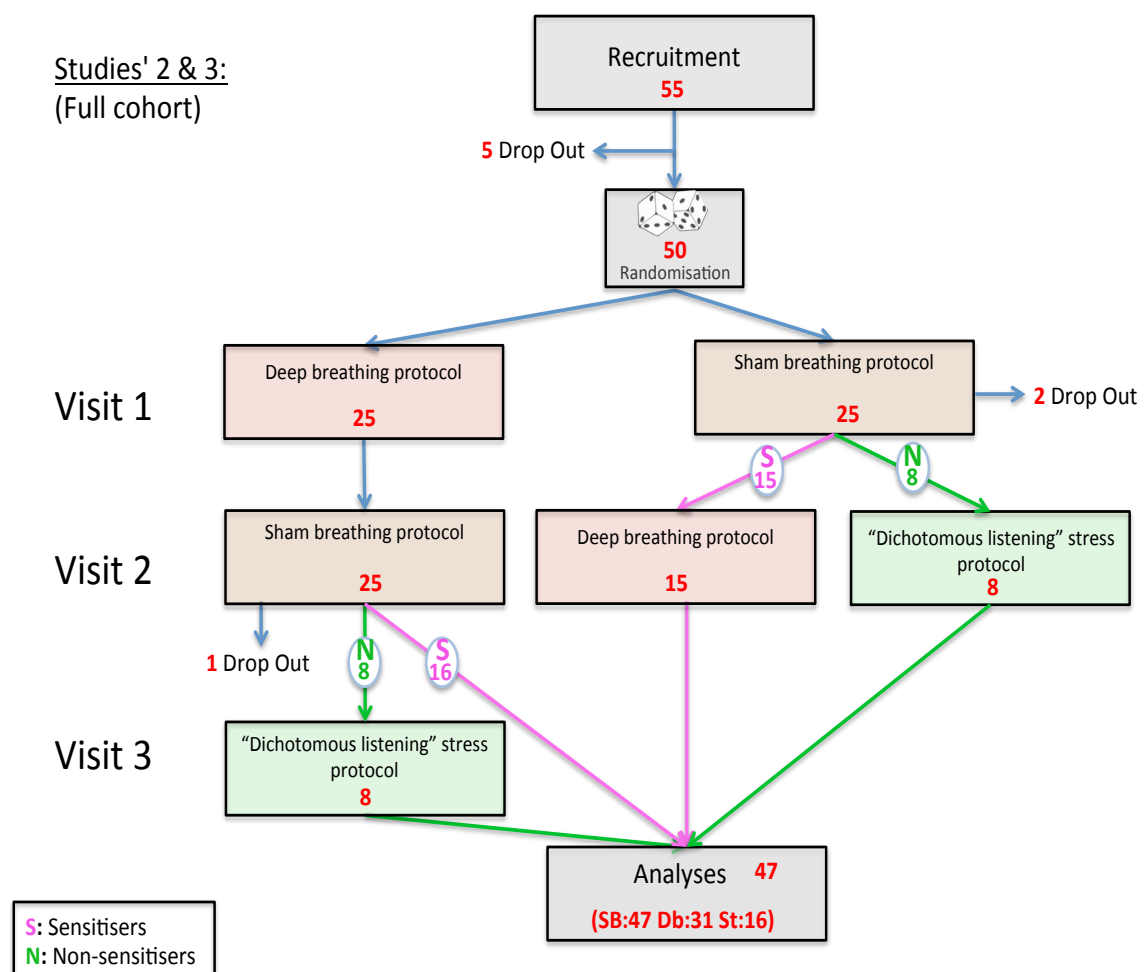 Studies' 2 & 3:
(Full cohort)
Recruitment
55
5 Drop Out
50
Randomisation
Visit 1
Deep breathing protocol
25
Sham breathing protocol
25
2 Drop Out
S
15
N
8
Visit 2
Sham breathing protocol
25
Deep breathing protocol
15
“Dichotomous listening” stress
protocol
8
1 Drop Out
N
8
S
16
Visit 3
“Dichotomous listening” stress
protocol
8
Analyses 47
(SB:47 Db:31 St:16)
S: Sensitisers
N: Non-sensitisers